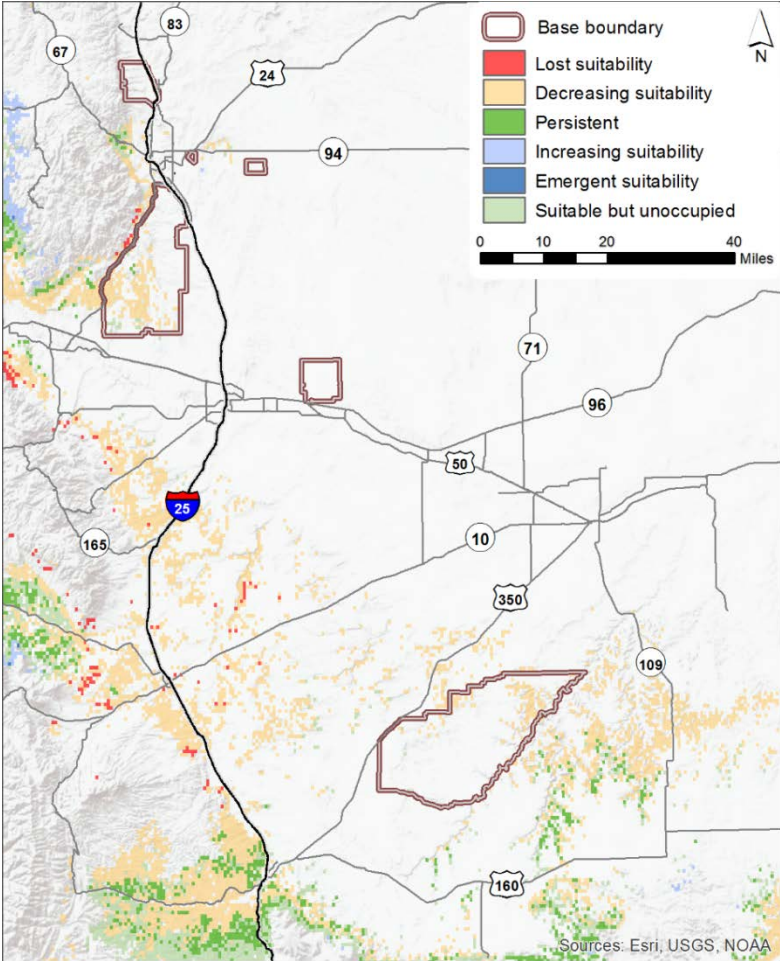 83
67
24
94
Base boundary
N
Lost suitability
Decreasing suitability
Persistent
Increasing suitability
Emergent suitability
Suitable but unoccupied
0 10 20 40
Miles
71
96
50
25
10
165
350
109
160
Sources: Esri, USGS, NOAA